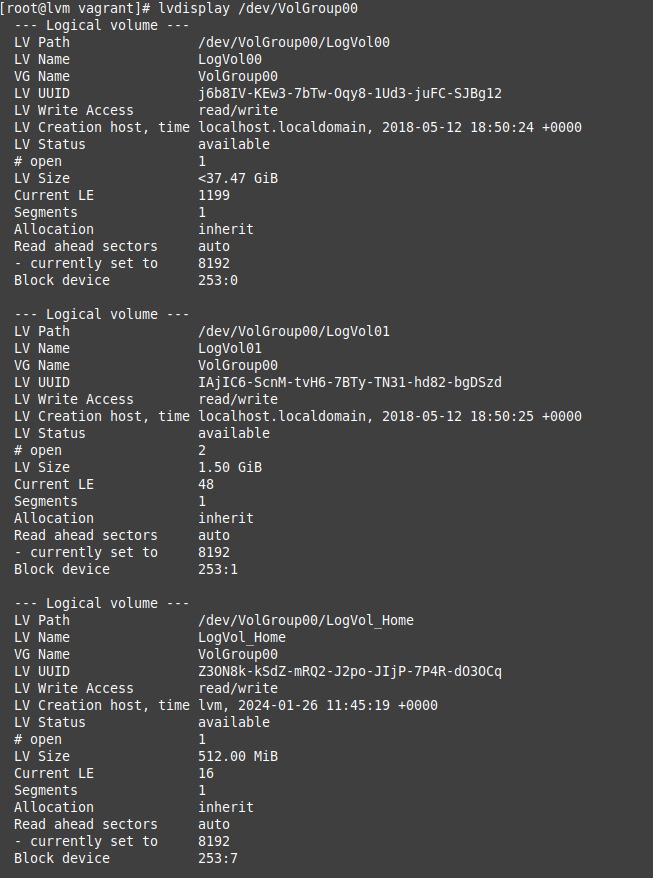 [root@lvm vagrant]# lvdisplay /dev/VolGroup00
--- Logical volume ---
LV Path                /dev/VolGroup00/LogVol00
LV Name                LogVol00
VG Name                VolGroup00
LV UUID                j6b8IV-KEw3-7bTw-Oqy8-1Ud3-juFC-SJBg12
LV Write Access        read/write
LV Creation host, time localhost.localdomain, 2018-05-12 18:50:24 +0000
LV Status              available
# open                 1
LV Size                <37.47 GiB
Current LE             1199
Segments               1
Allocation             inherit
Read ahead sectors     auto
- currently set to     8192
Block device           253:0

--- Logical volume ---
LV Path                /dev/VolGroup00/LogVol01
LV Name                LogVol01
VG Name                VolGroup00
LV UUID                IAjIC6-ScnM-tvH6-7BTy-TN31-hd82-bgDSzd
LV Write Access        read/write
LV Creation host, time localhost.localdomain, 2018-05-12 18:50:25 +0000
LV Status              available
# open                 2
LV Size                1.50 GiB
Current LE             48
Segments               1
Allocation             inherit
Read ahead sectors     auto
- currently set to     8192
Block device           253:1

--- Logical volume ---
LV Path                /dev/VolGroup00/LogVol_Home
LV Name                LogVol_Home
VG Name                VolGroup00
LV UUID                Z3ON8k-kSdZ-mRQ2-J2po-JIjP-7P4R-dO3OCq
LV Write Access        read/write
LV Creation host, time lvm, 2024-01-26 11:45:19 +0000
LV Status              available
# open                 1
LV Size                512.00 MiB
Current LE             16
Segments               1
Allocation             inherit
Read ahead sectors     auto
- currently set to     8192
Block device           253:7